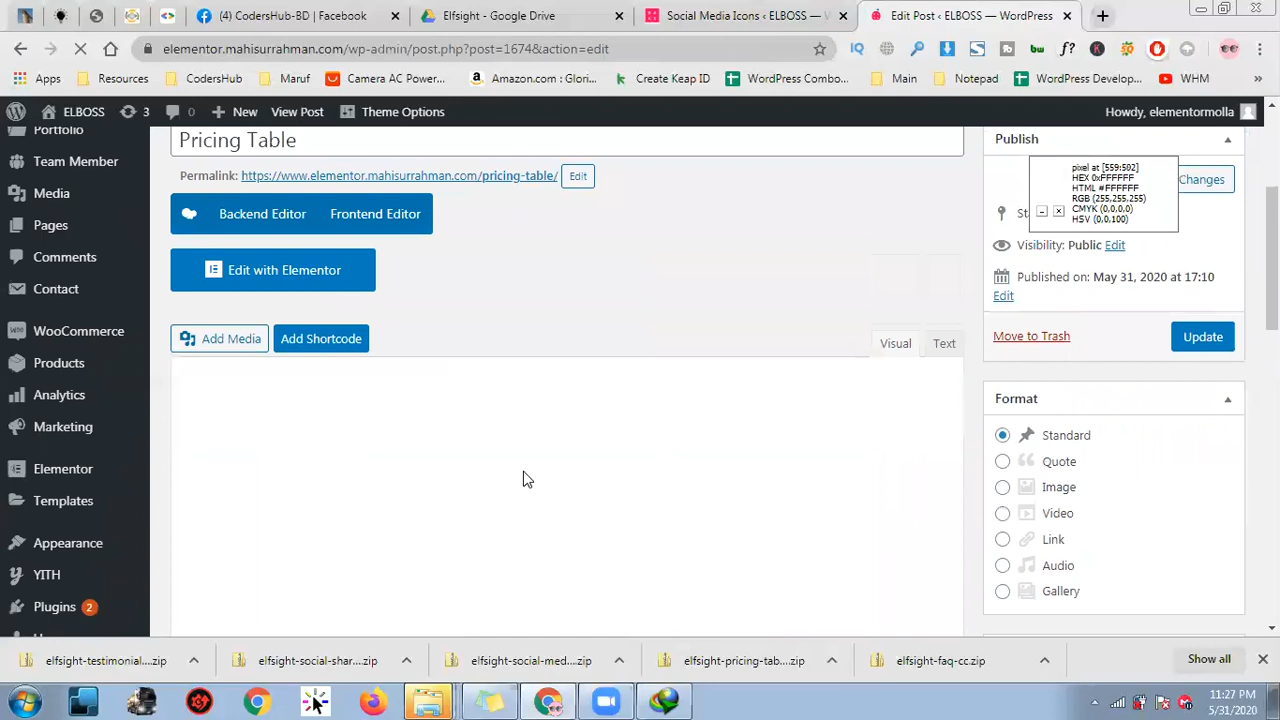 (4) CodersHub-BD | Facebook
Elfsight - Google Drive
Social Media Icons ‹ ELBOSS — W
Edit Post ‹ ELBOSS — WordPress
elementor.mahisurrahman.com/wp-admin/post.php?post=1674&action=edit
Apps
Resources
CodersHub
Maruf
Camera AC Powe...
Amazon.com : Glori...
Create Keap ID
WordPress Combo...
Main
Notepad
WordPress Develop...
WHM
ELBOSS
3
0
New
View Post
Theme Options
Howdy, elementormolla
Portfolio
Team Member
Media
Pages
Comments
Contact
WooCommerce
Products
Analytics
Marketing
Elementor
Templates
Appearance
YITH
Plugins 2
Pricing Table
Permalink: https://www.elementor.mahisurrahman.com/pricing-table/ Edit
Backend Editor
Frontend Editor
Edit with Elementor
Add Media
Add Shortcode
Visual
Text
Publish
pixel at [559:502]
HEX 0xFFFFFF
HTML #FFFFFF
RGB (255,255,255)
CMYK (0,0,0,0)
HSV (0,0,100)
Changes
Visibility: Public Edit
Published on: May 31, 2020 at 17:10
Edit
Move to Trash
Update
Format
Standard
Quote
Image
Video
Link
Audio
Gallery
elfsight-testimonial....zip
elfsight-social-shar....zip
elfsight-social-med....zip
elfsight-pricing-tab....zip
elfsight-faq-cc.zip
Show all
11:27 PM
5/31/2020